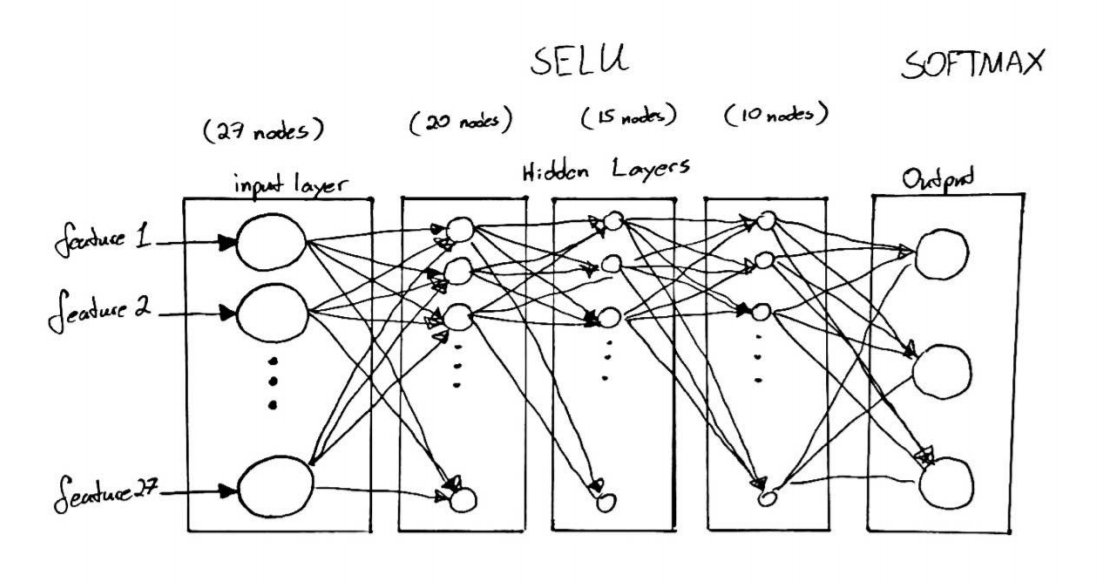 SELU
SOFTMAX
(27 nodes)
(20 nodes)
(15 nodes)
(10 nodes)
input layer
Hidden Layers
Output
feature 1
feature 2
feature 27